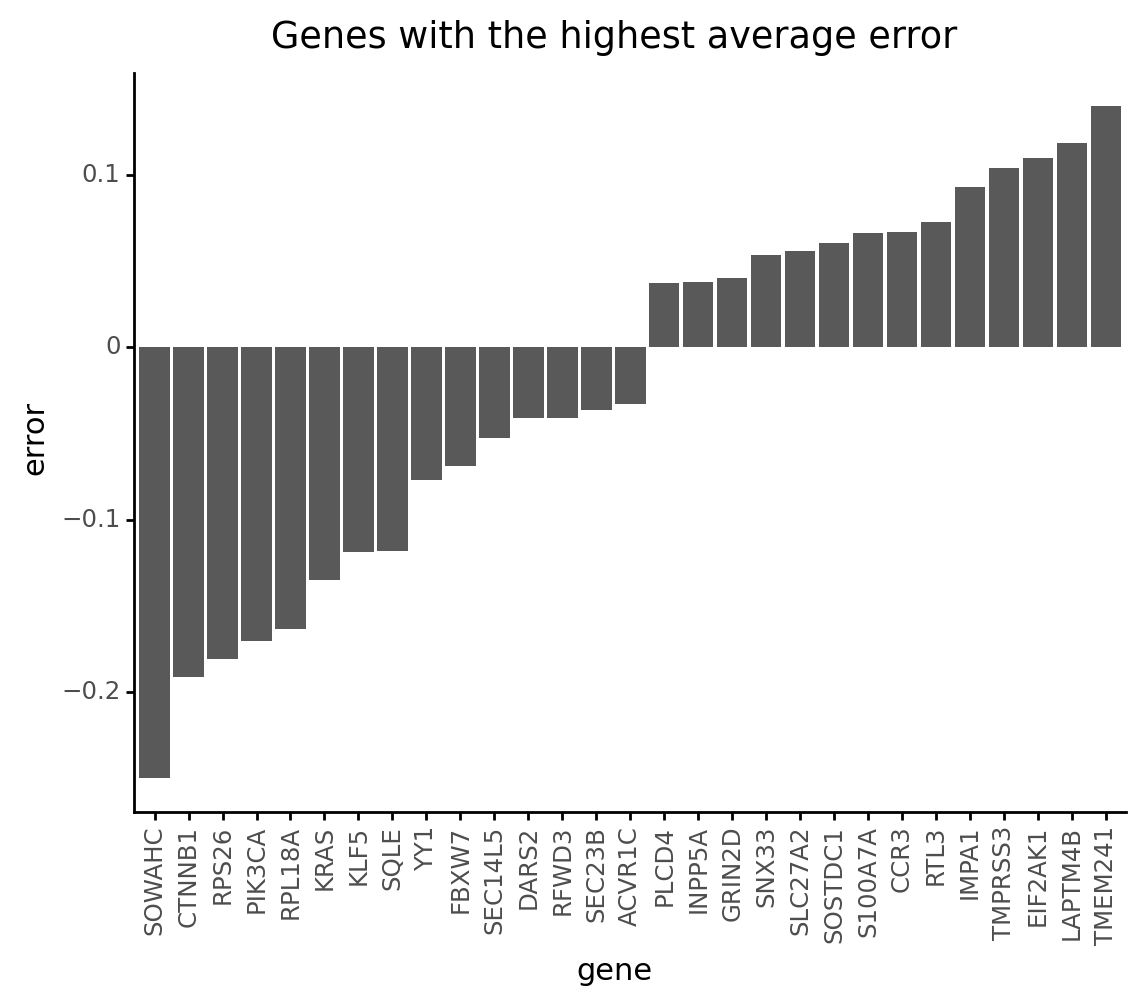 Genes with the highest average error
error
0.1
0
−0.1
−0.2
SOWAHC
CTNNB1
RPS26
PIK3CA
RPL18A
KRAS
KLF5
SQLE
YY1
FBXW7
SEC14L5
DARS2
RFWD3
SEC23B
ACVR1C
PLCD4
INPP5A
GRIN2D
SNX33
SLC27A2
SOSTDC1
S100A7A
CCR3
RTL3
IMPA1
TMPRSS3
EIF2AK1
LAPTM4B
TMEM241
gene